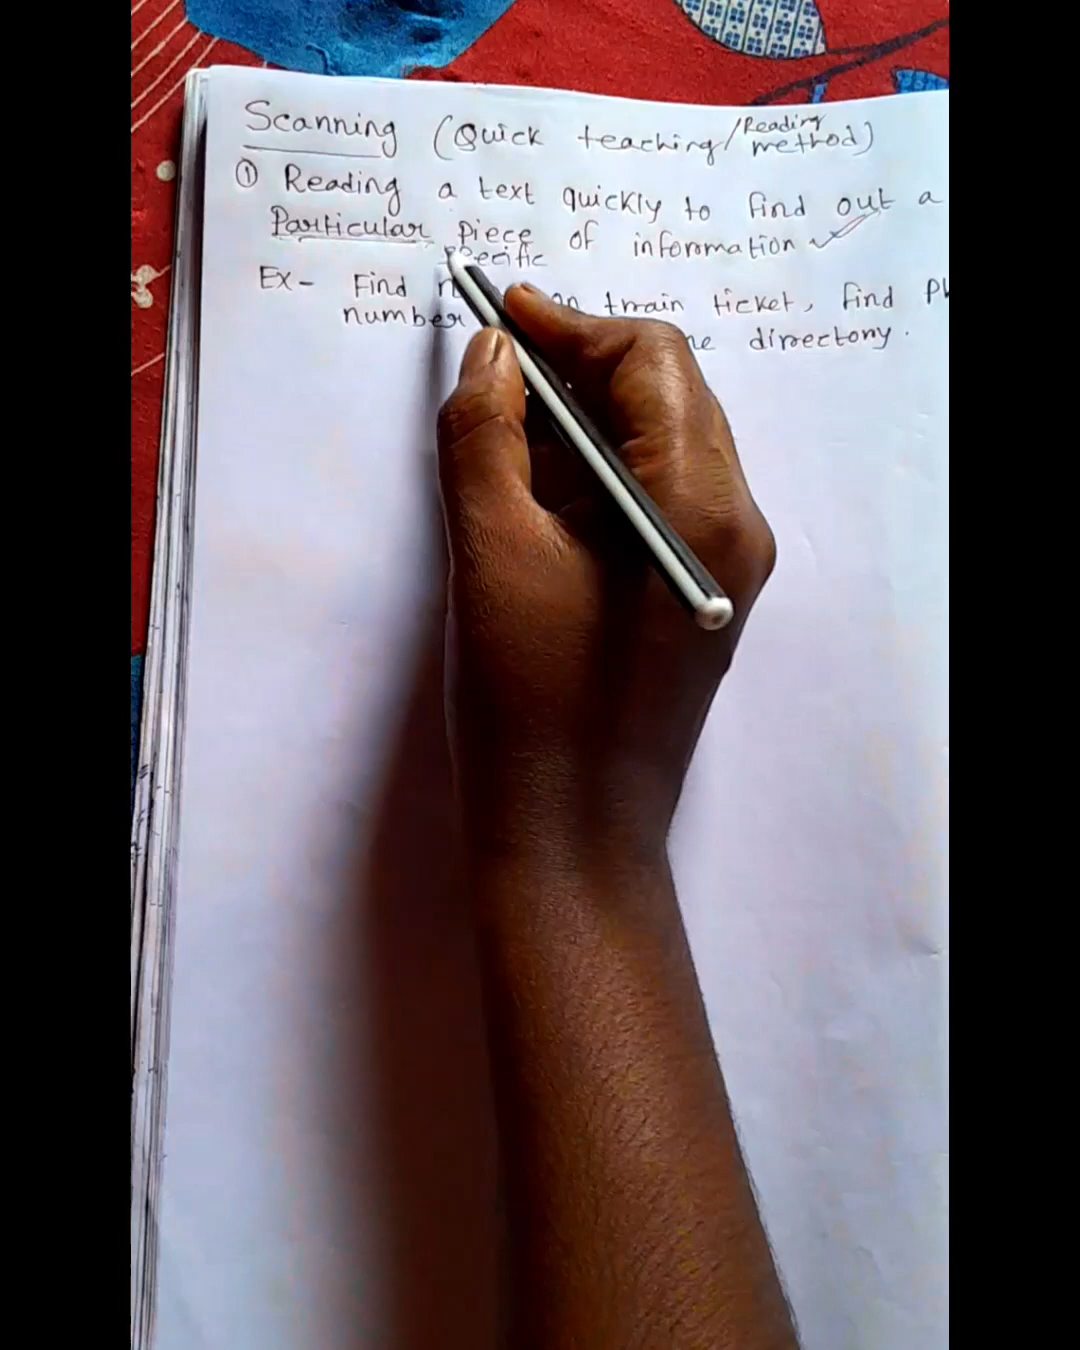 Scanning (Quick teaching/Reading method)
① Reading a text quickly to find out a
Particular piece of information
specific
Ex- Find on train ticket, find
number directory.